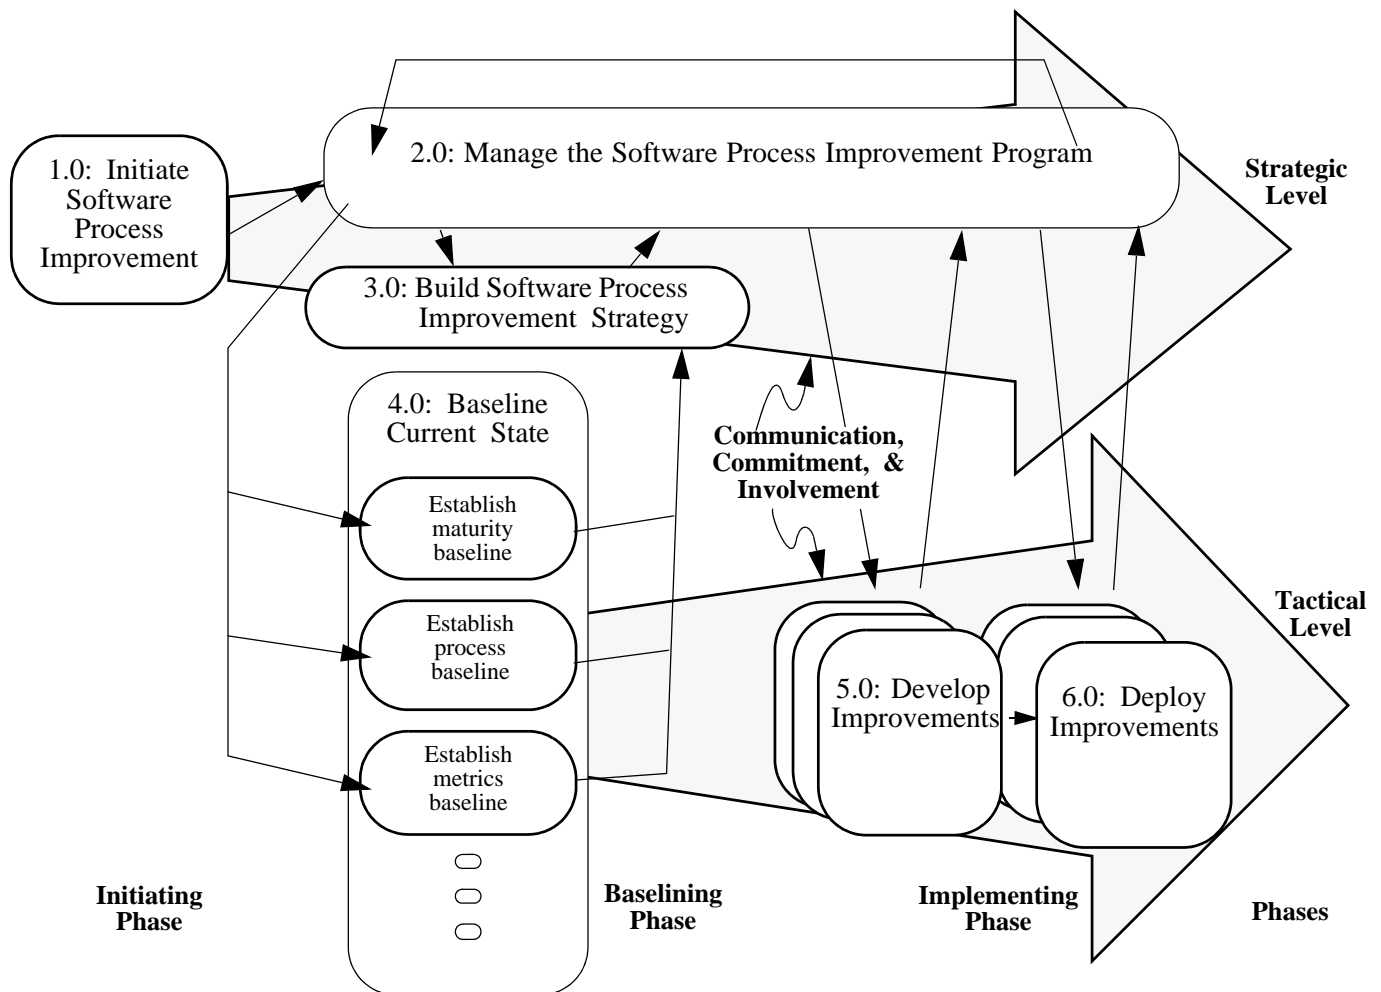 2.0: Manage the Software Process Improvement Program
1.0: Initiate
Software
Process
Improvement
Strategic
Level
3.0: Build Software Process
Improvement Strategy
4.0: Baseline
Current State
Communication,
Commitment, &
Involvement
Establish
maturity
baseline
Establish
process
baseline
Tactical
Level
5.0: Develop
Improvements
6.0: Deploy
Improvements
Establish
metrics
baseline
Initiating
Phase
Baselining
Phase
Implementing
Phase
Phases